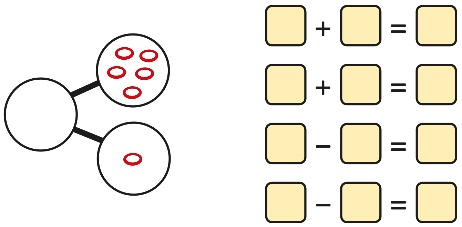 + =
+ =
− =
− =